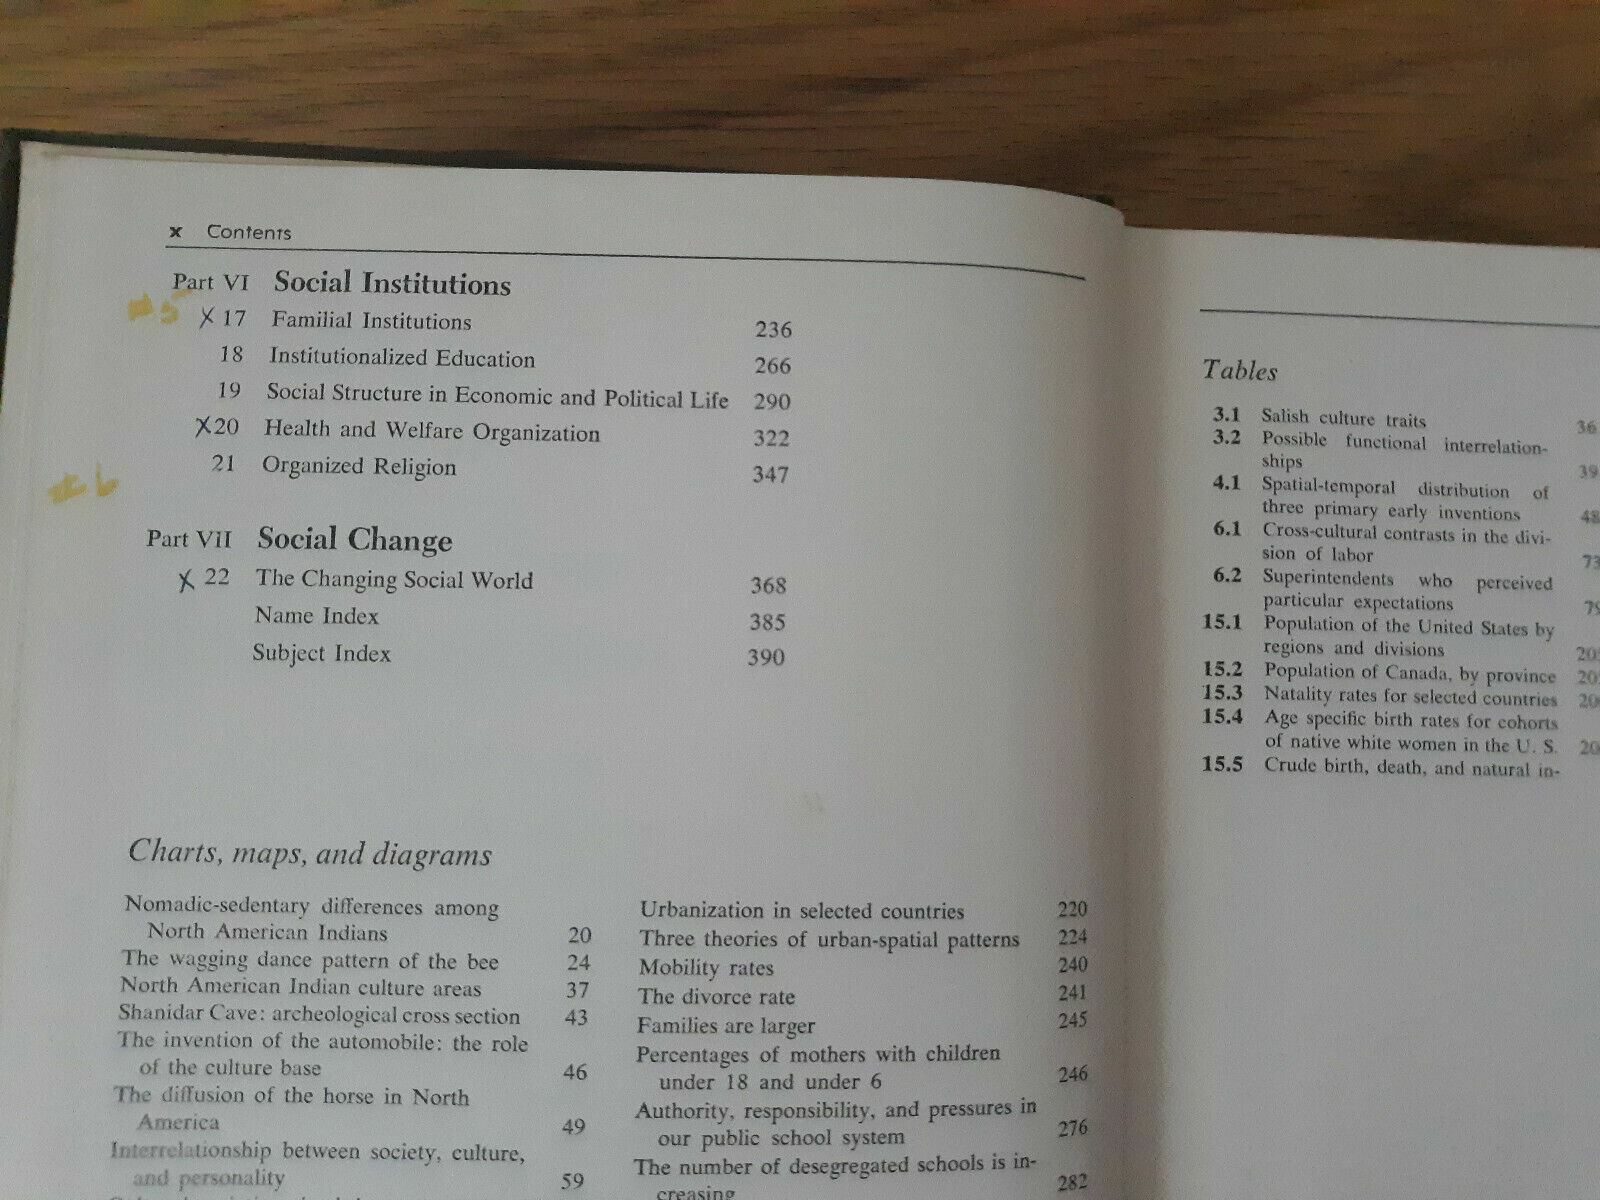 x Contents
Part VI Social Institutions
#5 x 17 Familial Institutions 236
18 Institutionalized Education 266
19 Social Structure in Economic and Political Life 290
x 20 Health and Welfare Organization 322
21 Organized Religion 347
#6
Part VII Social Change
x 22 The Changing Social World 368
Name Index 385
Subject Index 390
Charts, maps, and diagrams
Nomadic-sedentary differences among
North American Indians 20
The wagging dance pattern of the bee 24
North American Indian culture areas 37
Shanidar Cave: archeological cross section 43
The invention of the automobile: the role
of the culture base 46
The diffusion of the horse in North
America 49
Interrelationship between society, culture,
and personality 59
Urbanization in selected countries 220
Three theories of urban-spatial patterns 224
Mobility rates 240
The divorce rate 241
Families are larger 245
Percentages of mothers with children
under 18 and under 6 246
Authority, responsibility, and pressures in
our public school system 276
The number of desegregated schools is in-
creasing 282
Tables
3.1 Salish culture traits 36
3.2 Possible functional interrelation-
ships 39
4.1 Spatial-temporal distribution of
three primary early inventions 48
6.1 Cross-cultural contrasts in the divi-
sion of labor 73
6.2 Superintendents who perceived
particular expectations 79
15.1 Population of the United States by
regions and divisions
15.2 Population of Canada, by province
15.3 Natality rates for selected countries
15.4 Age specific birth rates for cohorts
of native white women in the U. S.
15.5 Crude birth, death, and natural in-